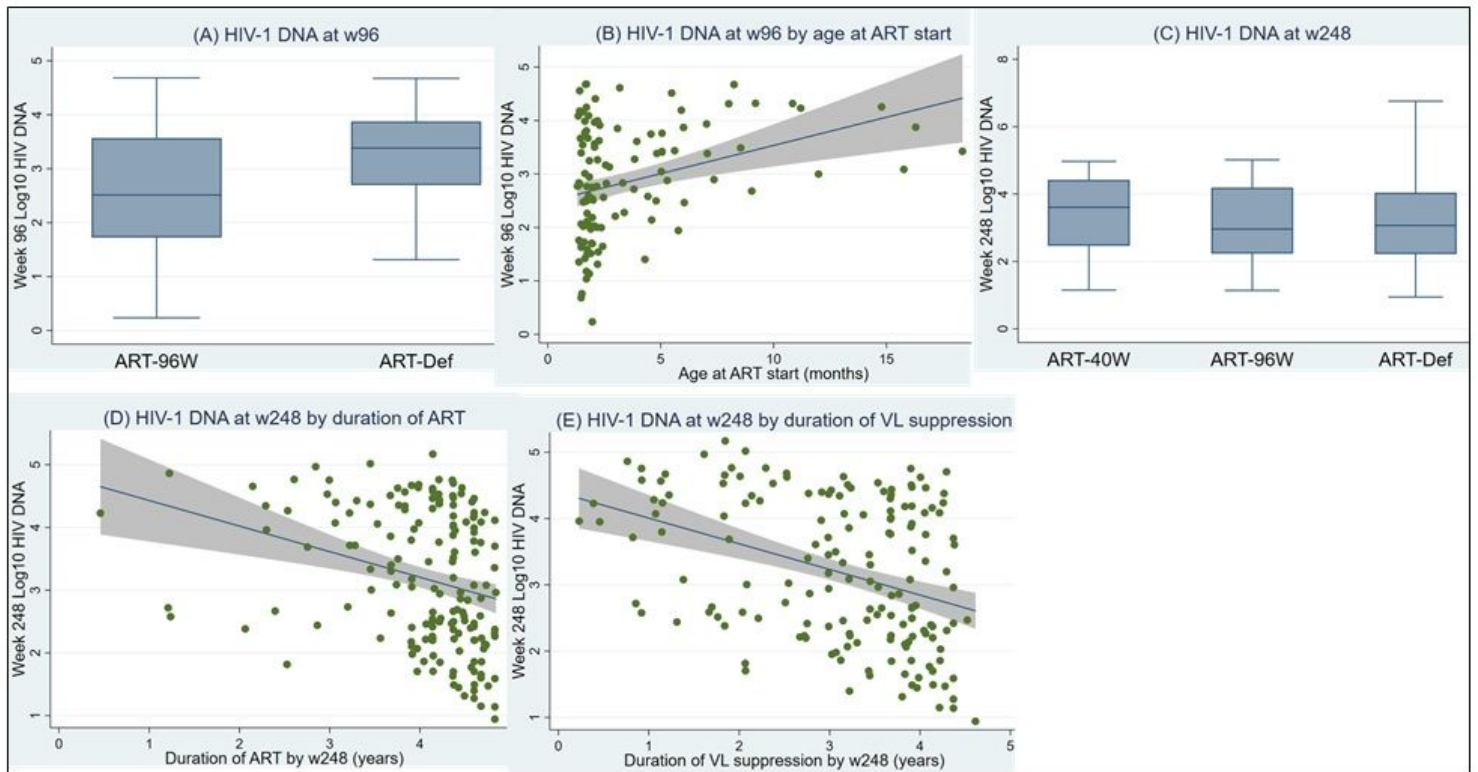 (A) HIV-1 DNA at w96
Week 96 Log10 HIV DNA
0
1
2
3
4
5
ART-96W
ART-Def
(B) HIV-1 DNA at w96 by age at ART start
Week 96 Log10 HIV DNA
0
1
2
3
4
5
0
5
10
15
Age at ART start (months)
(C) HIV-1 DNA at w248
Week 248 Log10 HIV DNA
0
2
4
6
8
ART-40W
ART-96W
ART-Def
(D) HIV-1 DNA at w248 by duration of ART
Week 248 Log10 HIV DNA
1
2
3
4
5
0
1
2
3
4
Duration of ART by w248 (years)
(E) HIV-1 DNA at w248 by duration of VL suppression
Week 248 Log10 HIV DNA
1
2
3
4
5
0
1
2
3
4
5
Duration of VL suppression by w248 (years)